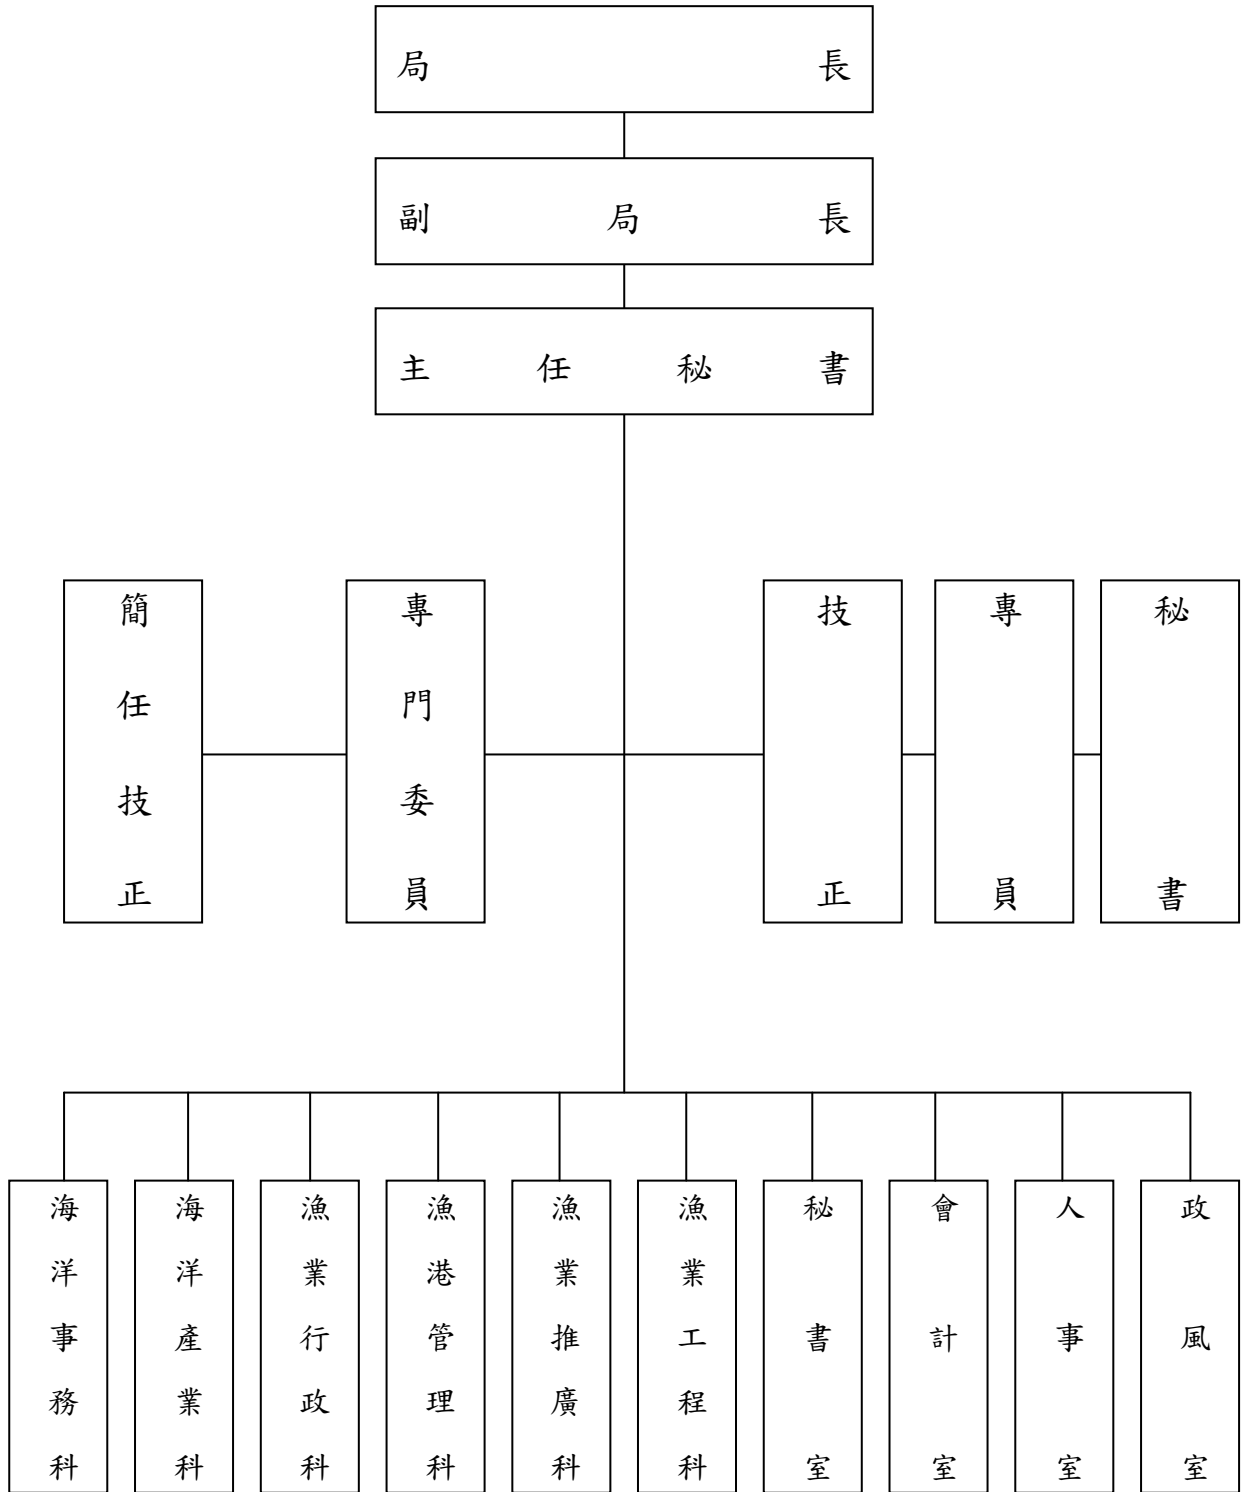 局長
副局長
主任秘書
簡任技正
專門委員
技正
專員
秘書
海洋事務科
海洋產業科
漁業行政科
漁港管理科
漁業推廣科
漁業工程科
秘書室
會計室
人事室
政風室